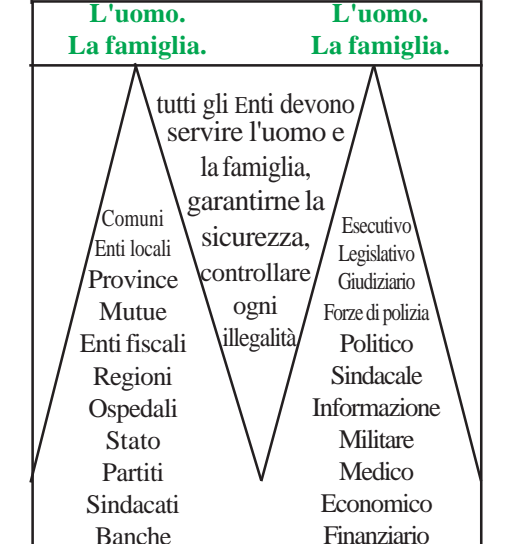 L'uomo.
La famiglia.
L'uomo.
La famiglia.
tutti gli Enti devono
servire l'uomo e
la famiglia,
garantirne la
sicurezza,
controllare
ogni
illegalità
Comuni
Enti locali
Province
Mutue
Enti fiscali
Regioni
Ospedali
Stato
Partiti
Sindacati
Banche
Esecutivo
Legislativo
Giudiziario
Forze di polizia
Politico
Sindacale
Informazione
Militare
Medico
Economico
Finanziario